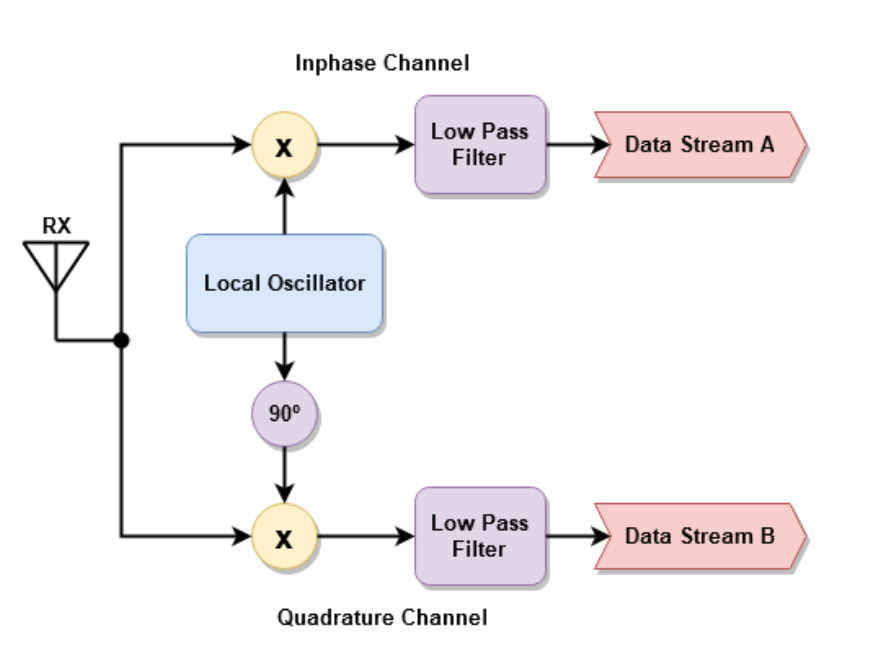 Inphase Channel
X
Low Pass
Filter
Data Stream A
RX
Local Oscillator
90º
X
Low Pass
Filter
Data Stream B
Quadrature Channel